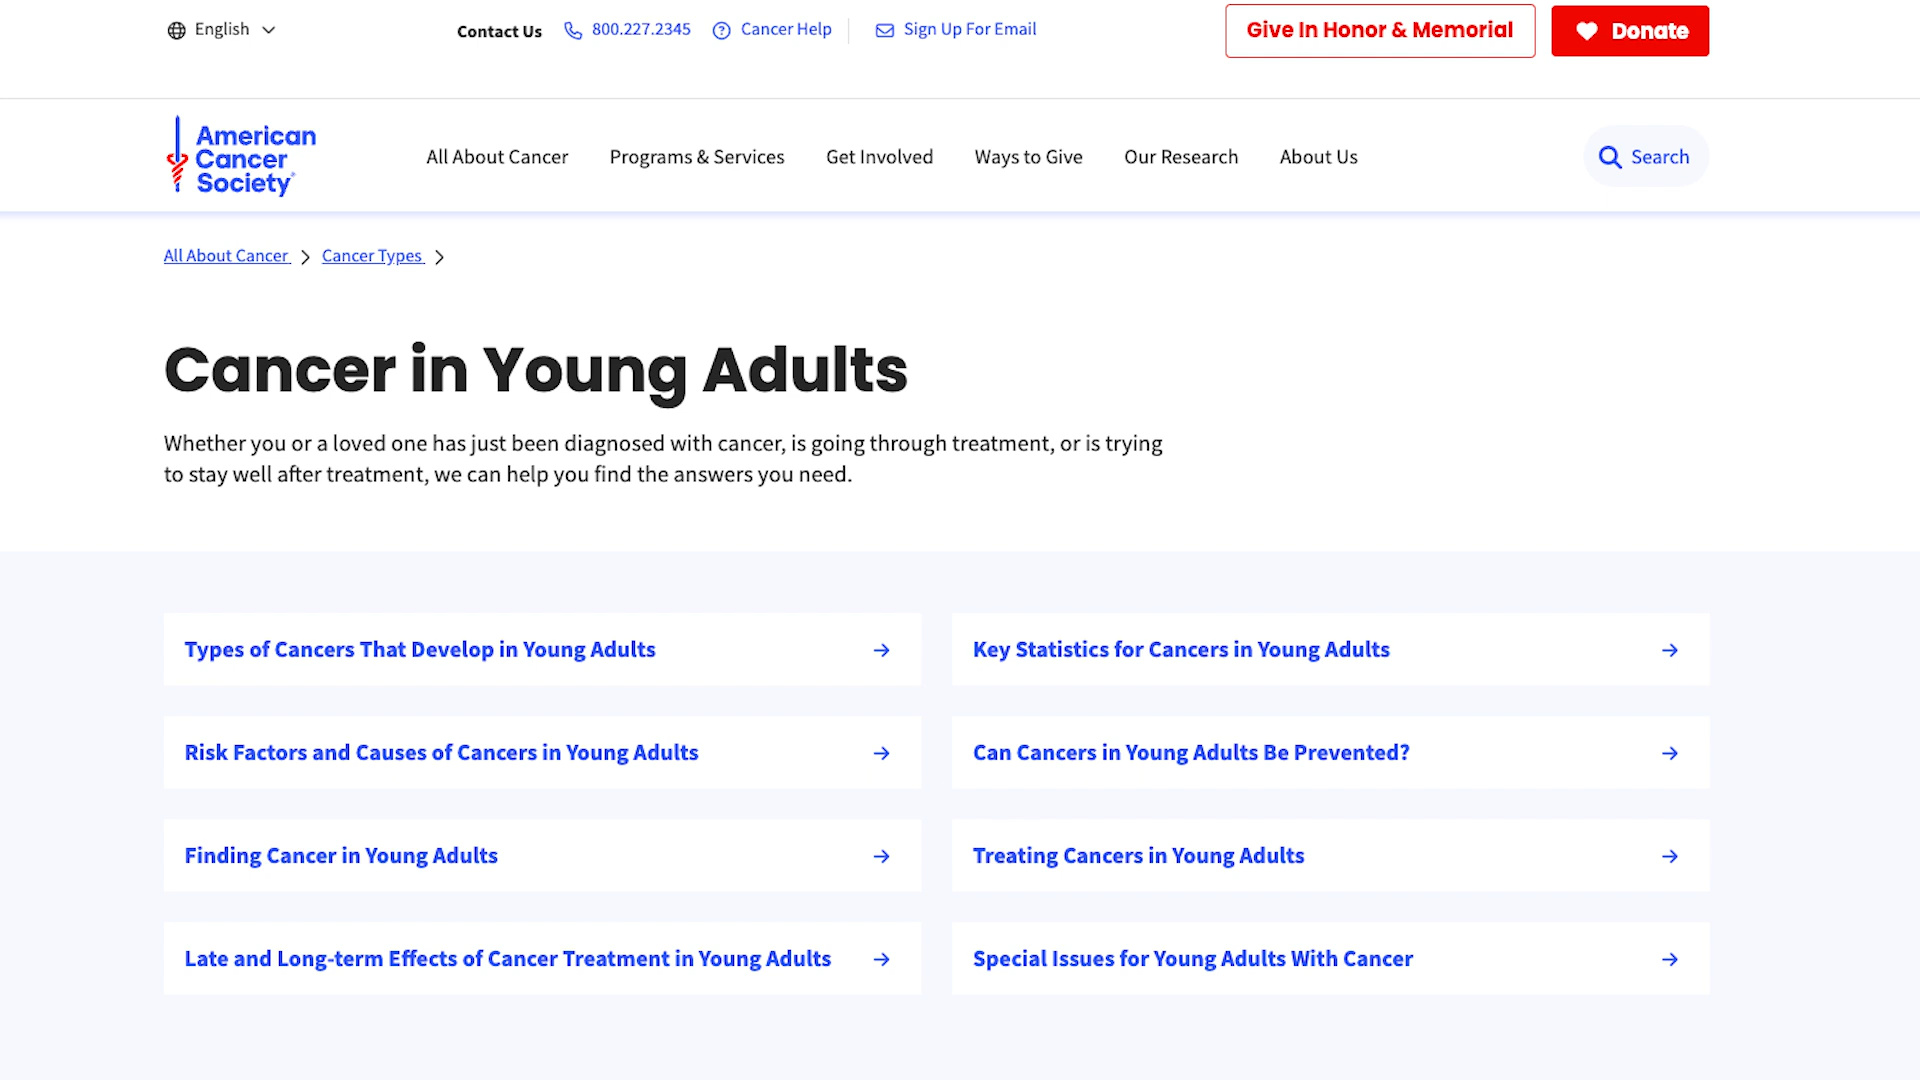 English
Contact Us
800.227.2345
Cancer Help
Sign Up For Email
Give In Honor & Memorial
Donate
American
Cancer
Society
All About Cancer
Programs & Services
Get Involved
Ways to Give
Our Research
About Us
Search
All About Cancer
Cancer Types
Cancer in Young Adults
Whether you or a loved one has just been diagnosed with cancer, is going through treatment, or is trying
to stay well after treatment, we can help you find the answers you need.
Types of Cancers That Develop in Young Adults
Key Statistics for Cancers in Young Adults
Risk Factors and Causes of Cancers in Young Adults
Can Cancers in Young Adults Be Prevented?
Finding Cancer in Young Adults
Treating Cancers in Young Adults
Late and Long-term Effects of Cancer Treatment in Young Adults
Special Issues for Young Adults With Cancer